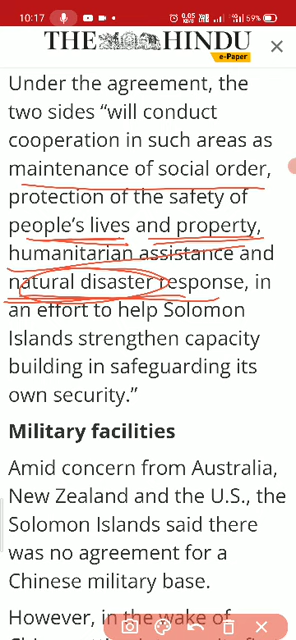 10:17
0.05 KB/S
59%
THE HINDU
e-Paper
Under the agreement, the
two sides “will conduct
cooperation in such areas as
maintenance of social order,
protection of the safety of
people’s lives and property,
humanitarian assistance and
natural disaster response, in
an effort to help Solomon
Islands strengthen capacity
building in safeguarding its
own security.”
Military facilities
Amid concern from Australia,
New Zealand and the U.S., the
Solomon Islands said there
was no agreement for a
Chinese military base.
However, in the wake of